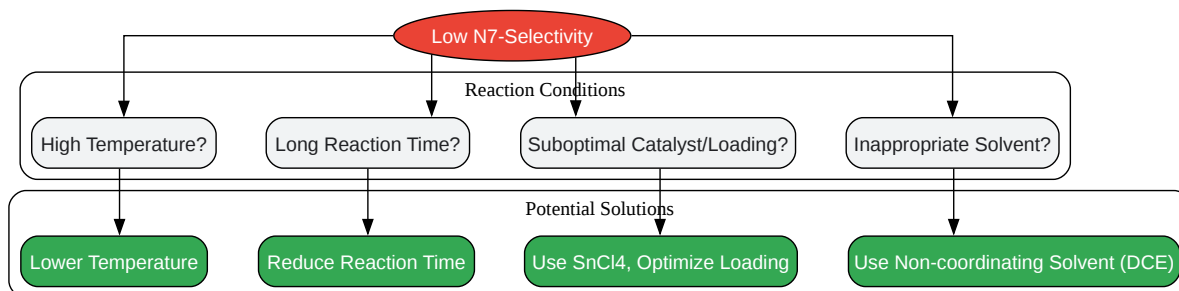 Low N7-Selectivity
Reaction Conditions
High Temperature?
Long Reaction Time?
Suboptimal Catalyst/Loading?
Inappropriate Solvent?
Potential Solutions
Lower Temperature
Reduce Reaction Time
Use SnCl4, Optimize Loading
Use Non-coordinating Solvent (DCE)